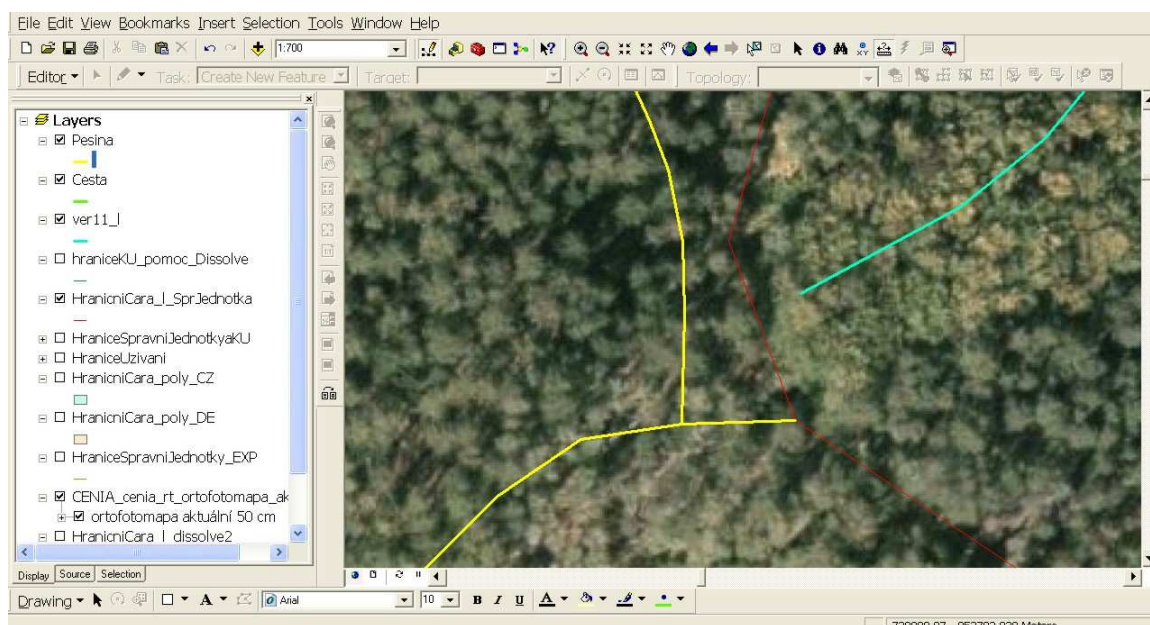 File Edit View Bookmarks Insert Selection Tools Window Help
1:700
Editor Task: Create New Feature Target: Topology:
Layers
Pesina
Cesta
ver11_l
hraniceKU_pomoc_Dissolve
HranicniCara_l_SprJednotka
HraniceSpravniJednotkyaKU
HraniceUzivani
HranicniCara_poly_CZ
HranicniCara_poly_DE
HraniceSpravniJednotky_EXP
CENIA_cenia_rt_ortofotomapa_ak
ortofotomapa aktuální 50 cm
HranicniCara_l_dissolve2
Display Source Selection
Drawing A Arial 10 B I U A
Meters